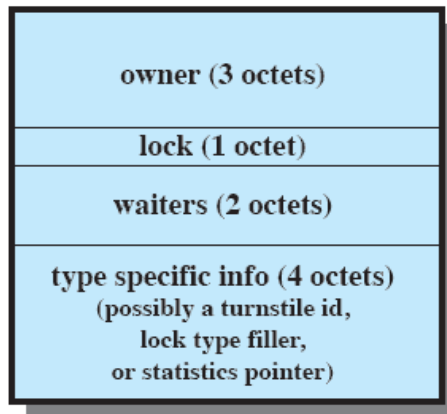 owner (3 octets)
lock (1 octet)
waiters (2 octets)
type specific info (4 octets)
(possibly a turnstile id,
lock type filler,
or statistics pointer)